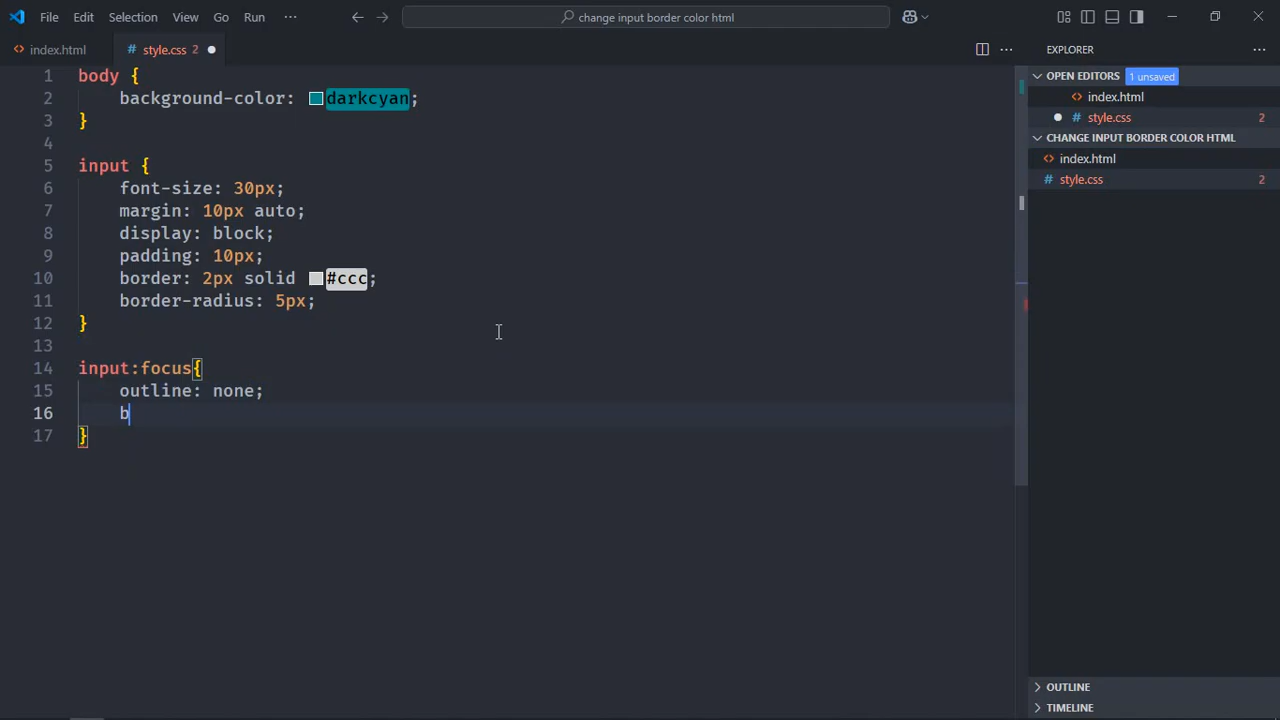 File Edit Selection View Go Run ··· change input border color html
index.html style.css 2 EXPLORER
1 body {
2 background-color: darkcyan;
3 }
4
5 input {
6 font-size: 30px;
7 margin: 10px auto;
8 display: block;
9 padding: 10px;
10 border: 2px solid #ccc;
11 border-radius: 5px;
12 }
13
14 input:focus{
15 outline: none;
16 b
17 }
OPEN EDITORS 1 unsaved
index.html
style.css 2
CHANGE INPUT BORDER COLOR HTML
index.html
style.css 2
OUTLINE
TIMELINE